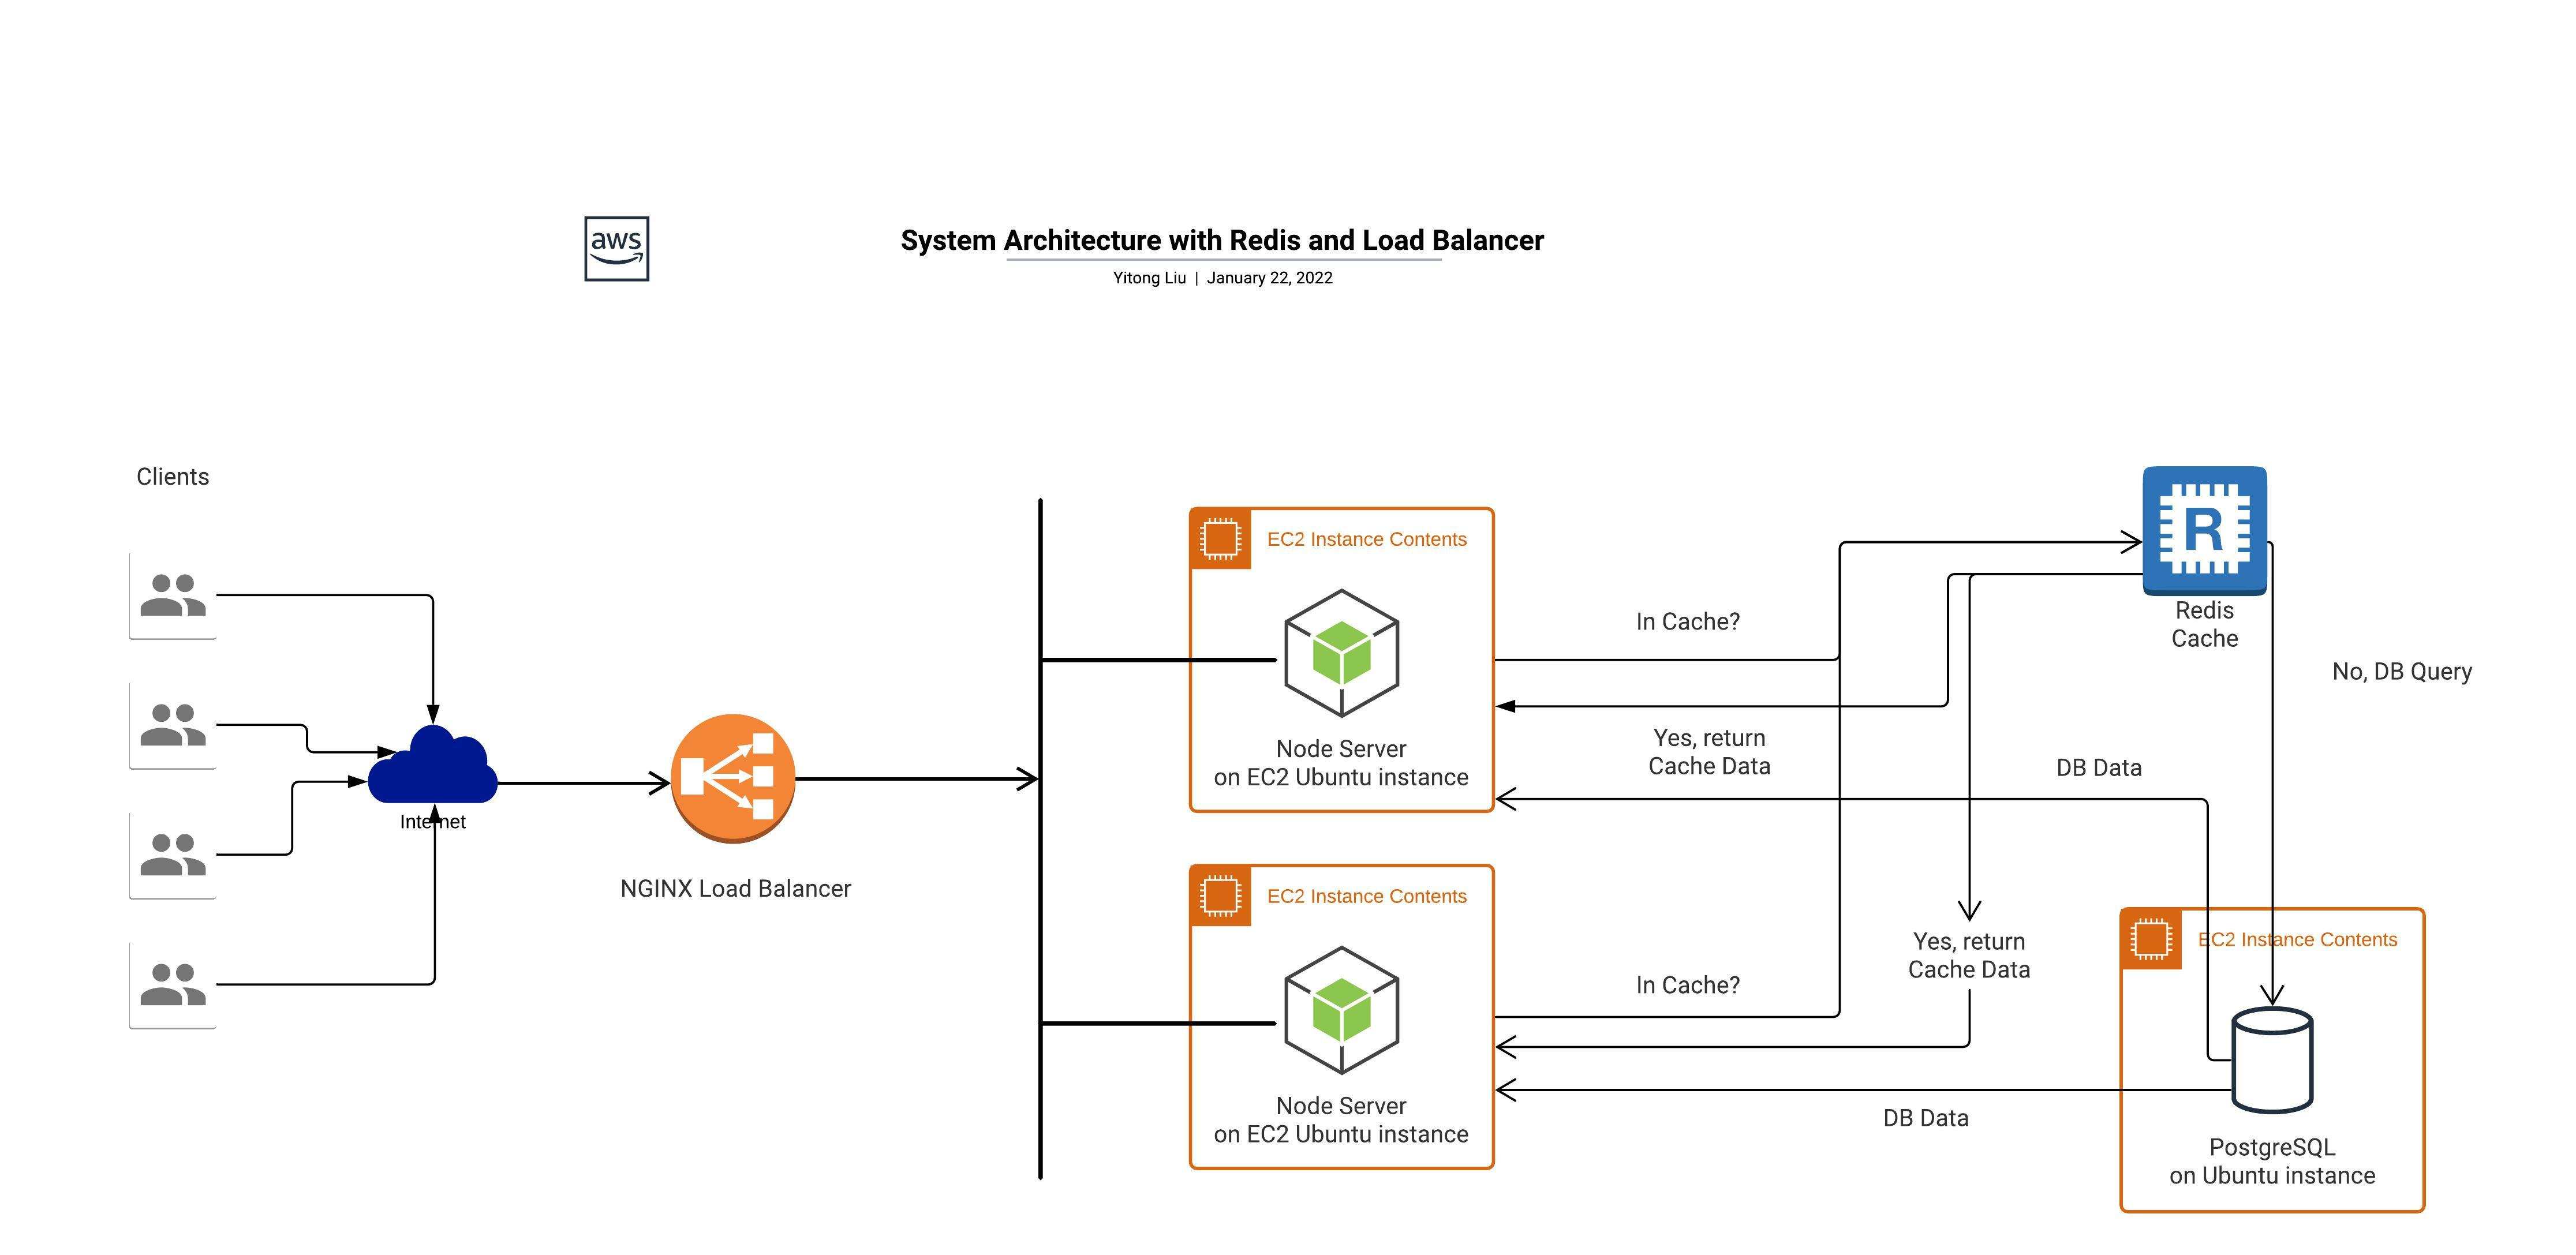 aws
System Architecture with Redis and Load Balancer
Yitong Liu | January 22, 2022
Clients
Internet
NGINX Load Balancer
EC2 Instance Contents
Node Server
on EC2 Ubuntu instance
EC2 Instance Contents
Node Server
on EC2 Ubuntu instance
In Cache?
Yes, return
Cache Data
In Cache?
Yes, return
Cache Data
DB Data
DB Data
R
Redis
Cache
No, DB Query
EC2 Instance Contents
PostgreSQL
on Ubuntu instance